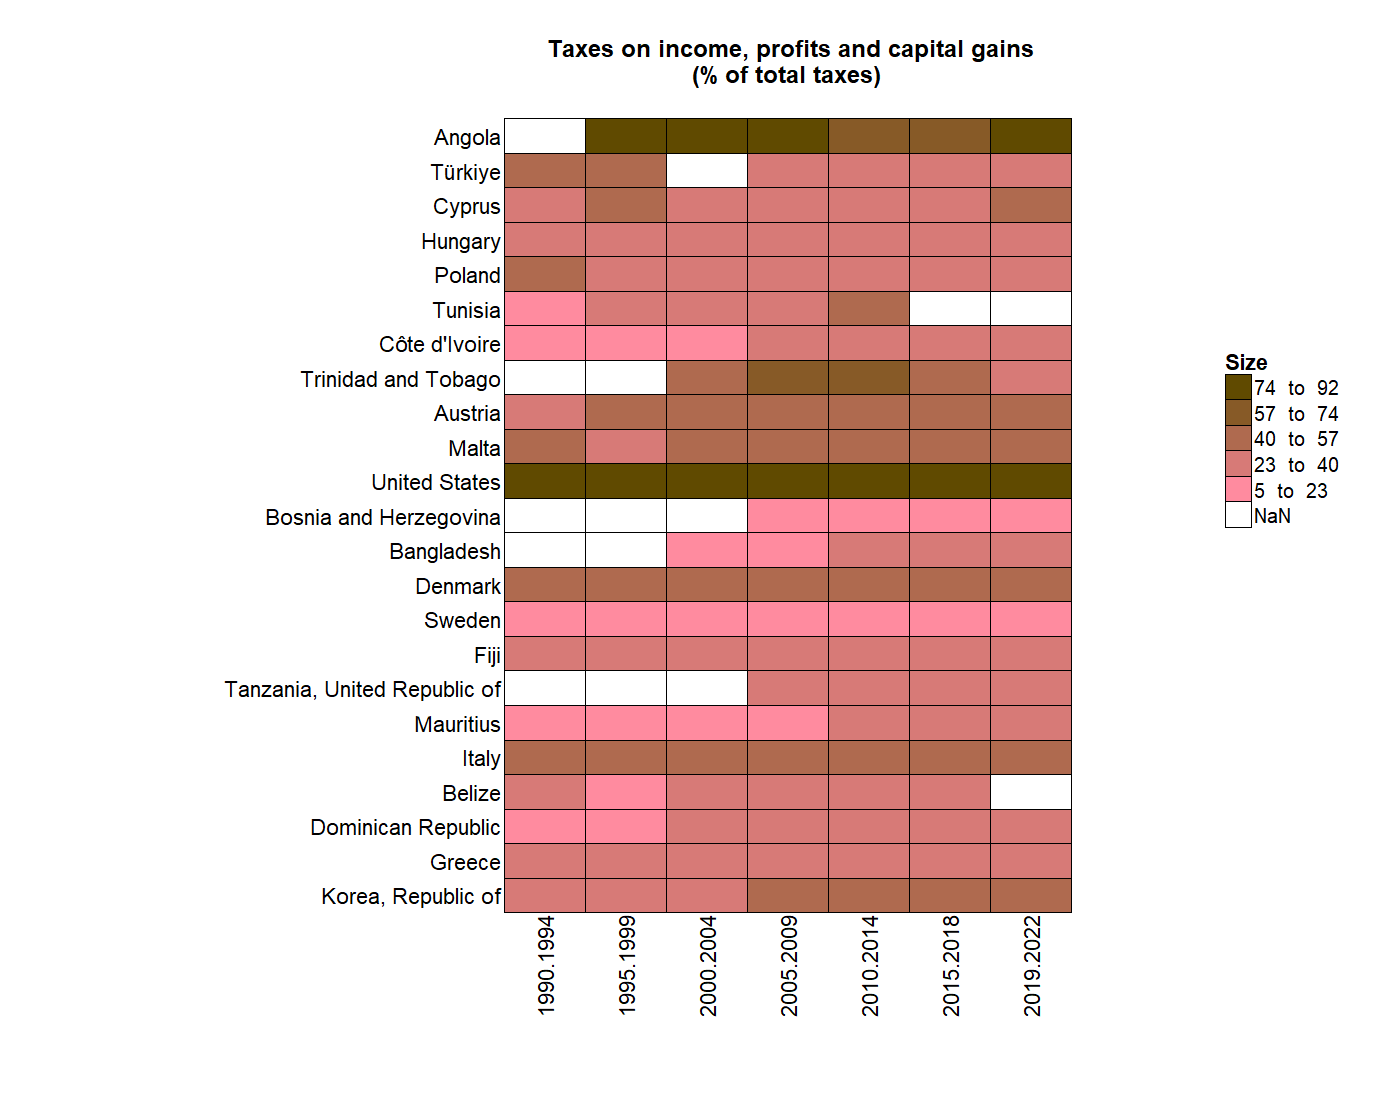 Taxes on income, profits and capital gains
(% of total taxes)
Angola
Türkiye
Cyprus
Hungary
Poland
Tunisia
Côte d'Ivoire
Trinidad and Tobago
Austria
Malta
United States
Bosnia and Herzegovina
Bangladesh
Denmark
Sweden
Fiji
Tanzania, United Republic of
Mauritius
Italy
Belize
Dominican Republic
Greece
Korea, Republic of
1990.1994
1995.1999
2000.2004
2005.2009
2010.2014
2015.2018
2019.2022
Size
74 to 92
57 to 74
40 to 57
23 to 40
5 to 23
NaN